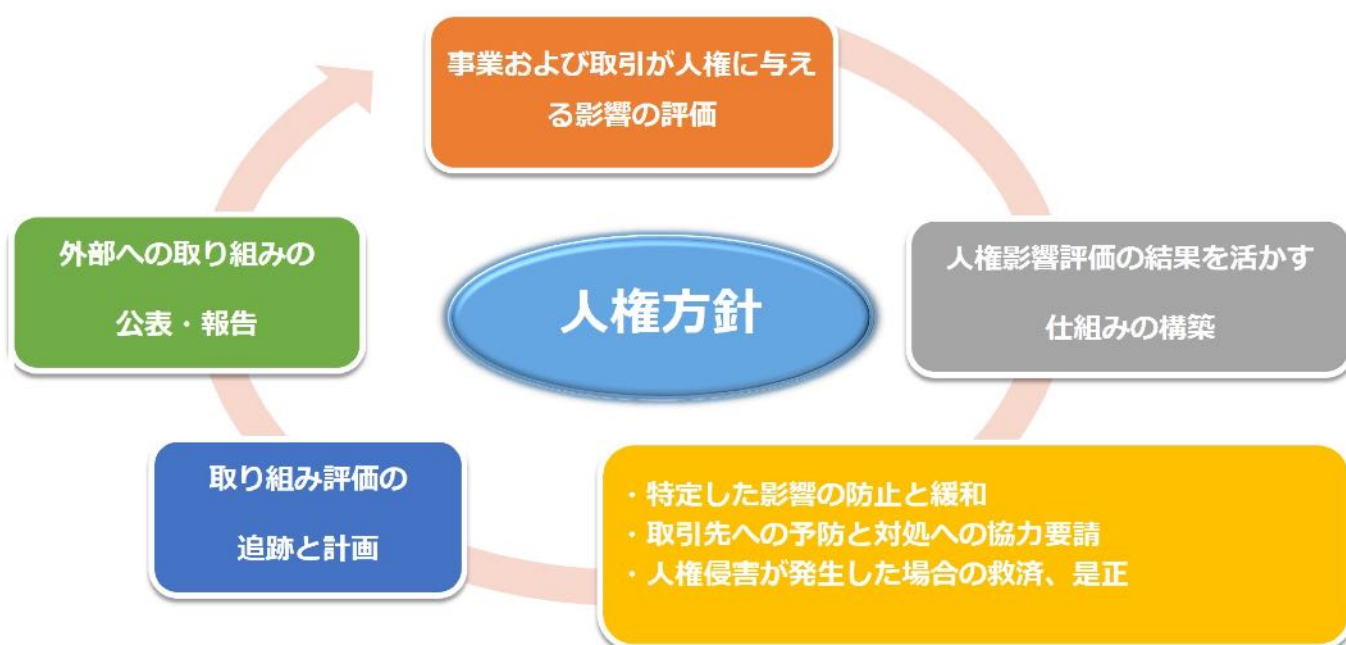 事業および取引が人権に与え
る影響の評価
人権影響評価の結果を活かす
仕組みの構築
・特定した影響の防止と緩和
・取引先への予防と対処への協力要請
・人権侵害が発生した場合の救済、是正
取り組み評価の
追跡と計画
外部への取り組みの
公表・報告
人権方針